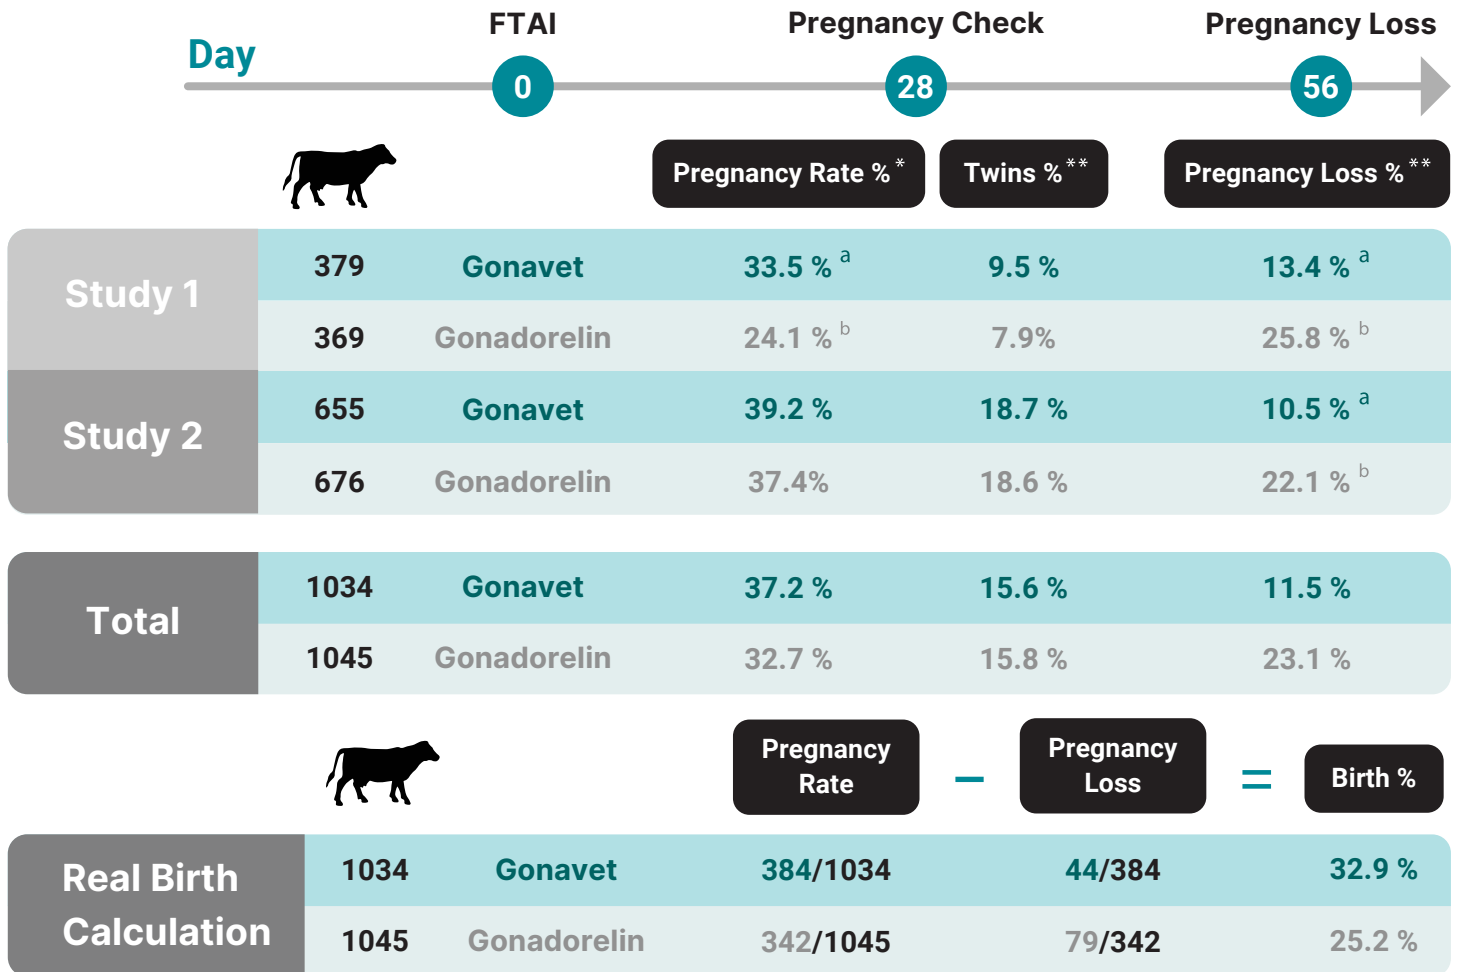 Day
FTAI
Pregnancy Check
Pregnancy Loss
0
28
56
Pregnancy Rate % *
Twins % **
Pregnancy Loss % **
Study 1
379 Gonavet 33.5 % a 9.5 % 13.4 % a
369 Gonadorelin 24.1 % b 7.9% 25.8 % b
Study 2
655 Gonavet 39.2 % 18.7 % 10.5 % a
676 Gonadorelin 37.4% 18.6 % 22.1 % b
Total
1034 Gonavet 37.2 % 15.6 % 11.5 %
1045 Gonadorelin 32.7 % 15.8 % 23.1 %
Pregnancy
Rate
–
Pregnancy
Loss
=
Birth %
Real Birth
Calculation
1034 Gonavet 384/1034 44/384 32.9 %
1045 Gonadorelin 342/1045 79/342 25.2 %